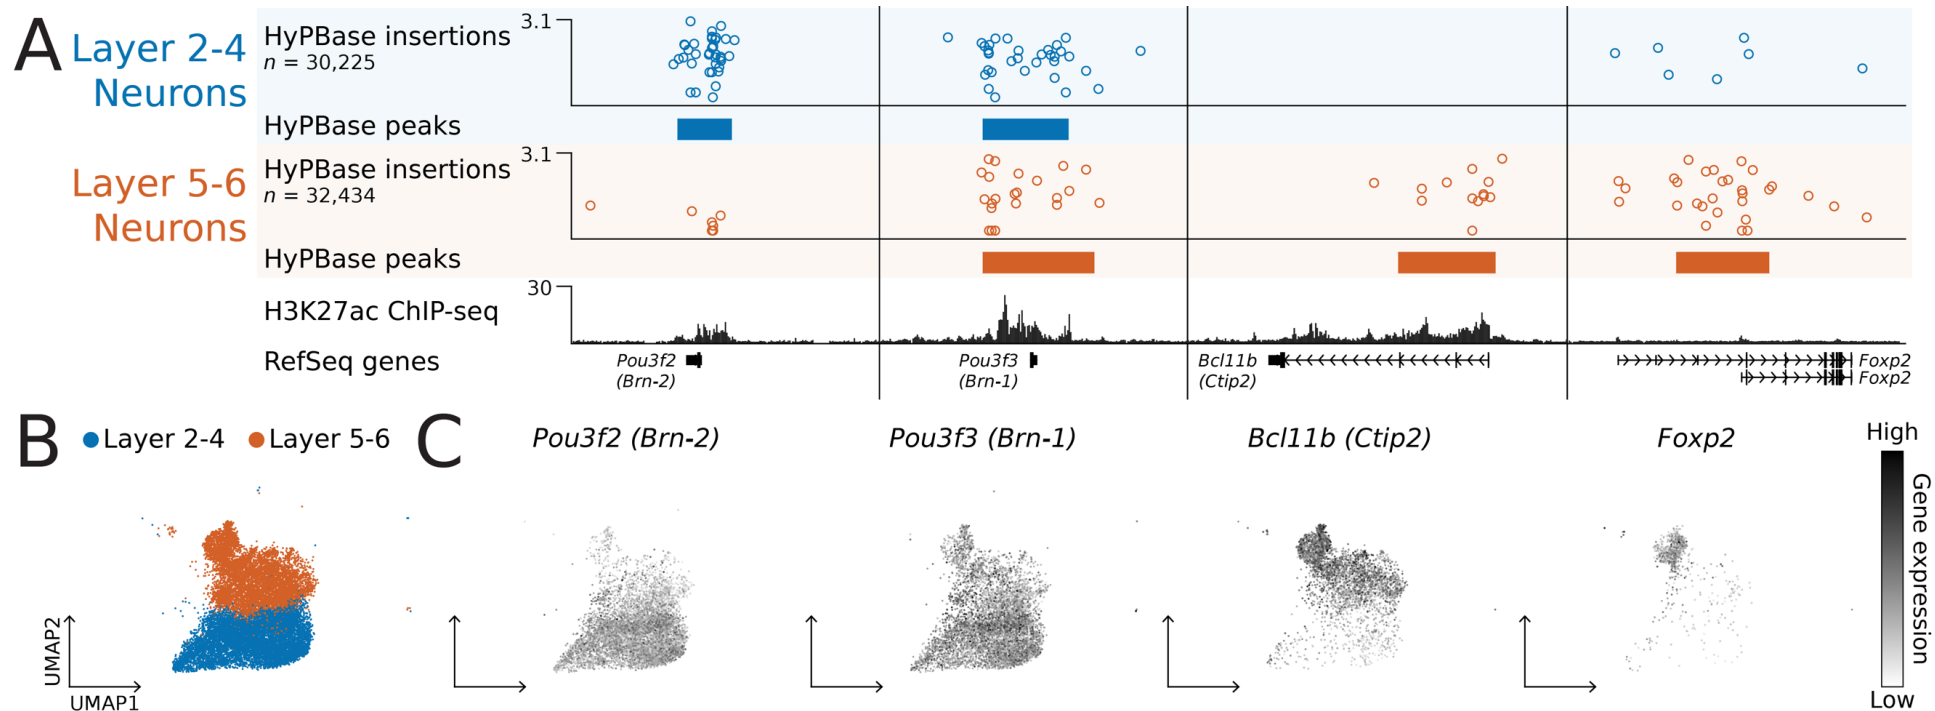 A
Layer 2-4
Neurons
HyPBase insertions
n = 30,225
3.1
HyPBase peaks
Layer 5-6
Neurons
HyPBase insertions
n = 32,434
3.1
HyPBase peaks
H3K27ac ChIP-seq
30
RefSeq genes
Pou3f2
(Brn-2)
Pou3f3
(Brn-1)
Bcl11b
(Ctip2)
Foxp2
Foxp2
B
Layer 2-4
Layer 5-6
UMAP2
UMAP1
C
Pou3f2 (Brn-2)
Pou3f3 (Brn-1)
Bcl11b (Ctip2)
Foxp2
High
Gene expression
Low